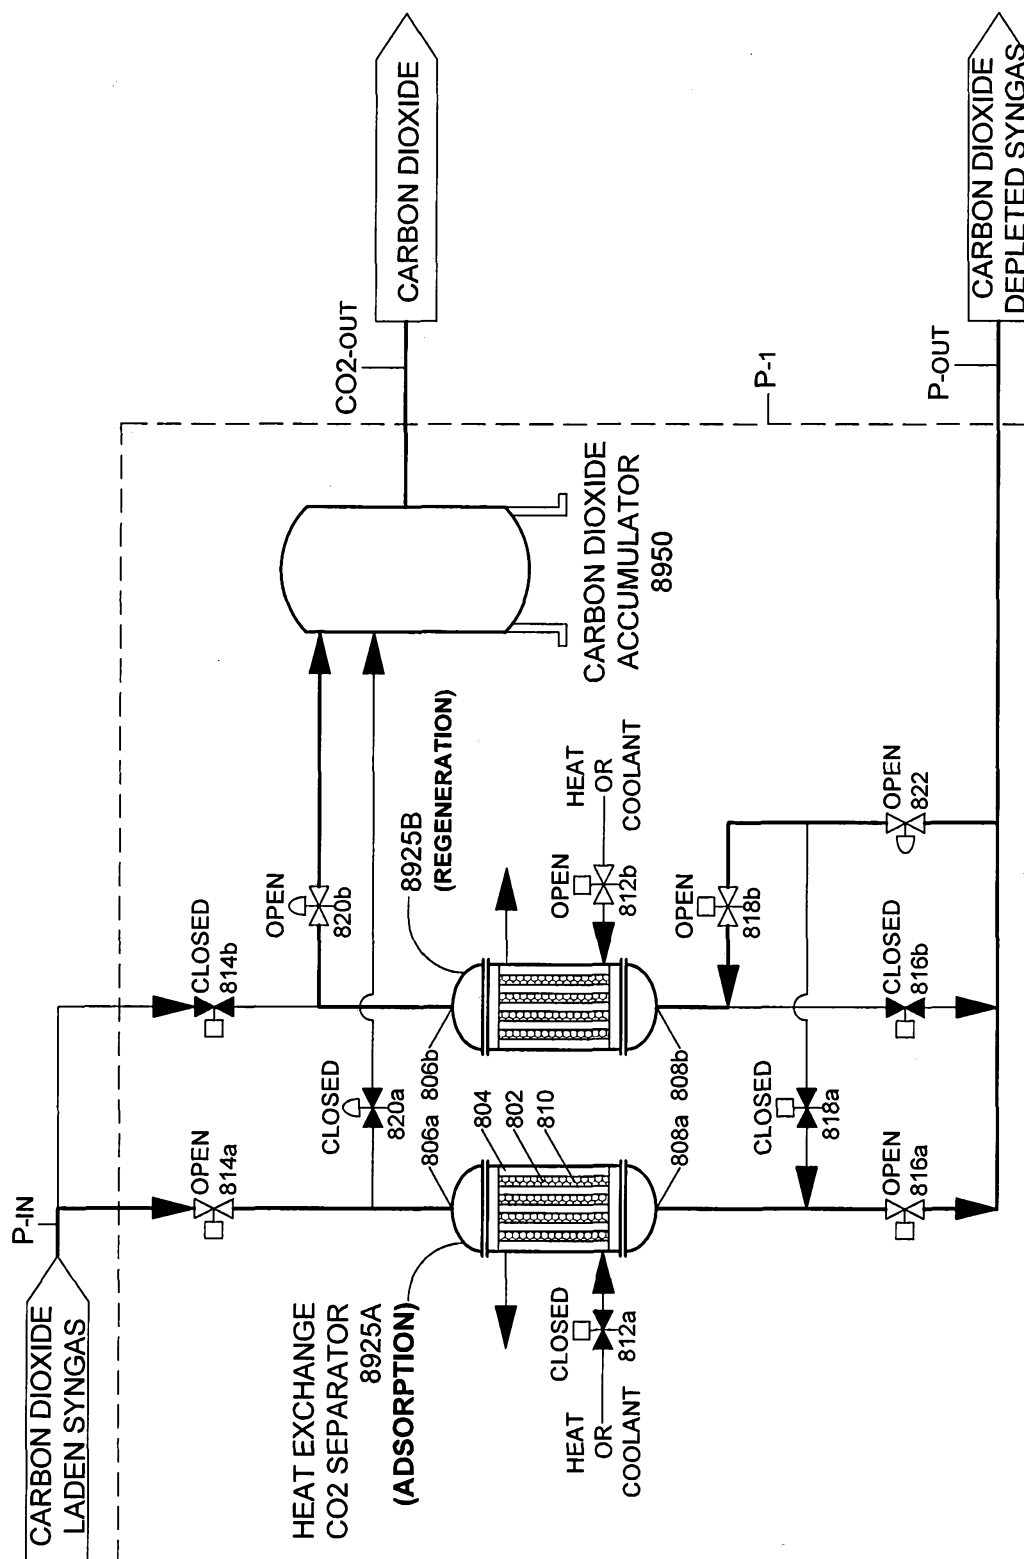 CARBON DIOXIDE
LADEN SYNGAS
P-IN
CARBON DIOXIDE
CO2-OUT
P-1
CARBON DIOXIDE
DEPLETED SYNGAS
P-OUT
OPEN
814a
CLOSED
814b
OPEN
820b
CLOSED
820a
CARBON DIOXIDE
ACCUMULATOR
8950
HEAT EXCHANGE
CO2 SEPARATOR
8925A
(ADSORPTION)
8925B
(REGENERATION)
806a
806b
804
802
810
808a
808b
HEAT
OR
COOLANT
CLOSED
812a
HEAT
OR
COOLANT
OPEN
812b
OPEN
818b
CLOSED
818a
OPEN
816a
CLOSED
816b
OPEN
822